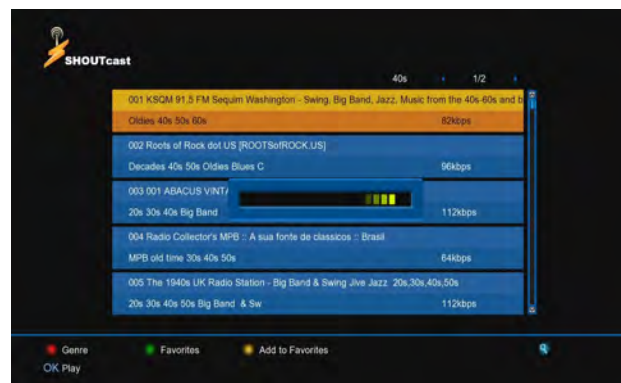 SHOUTcast
40s 1/2
001 KSQM 91.5 FM Sequim Washington - Swing, Big Band, Jazz. Music from the 40s-60s and b
Oldies 40s 50s 60s 82kbps
002 Roots of Rock dot US [ROOTSofROCK.US]
Decades 40s 50s Oldies Blues C 96kbps
003 001 ABACUS VINTA
20s 30s 40s Big Band 112kbps
004 Radio Collector's MPB :: A sua fonte de classicos :: Brasil
MPB old time 30s 40s 50s 64kbps
005 The 1940s UK Radio Station - Big Band & Swing Jive Jazz 20s,30s,40s,50s
20s 30s 40s 50s Big Band & Sw 112kbps
Genre Favorites Add to Favorites
OK Play